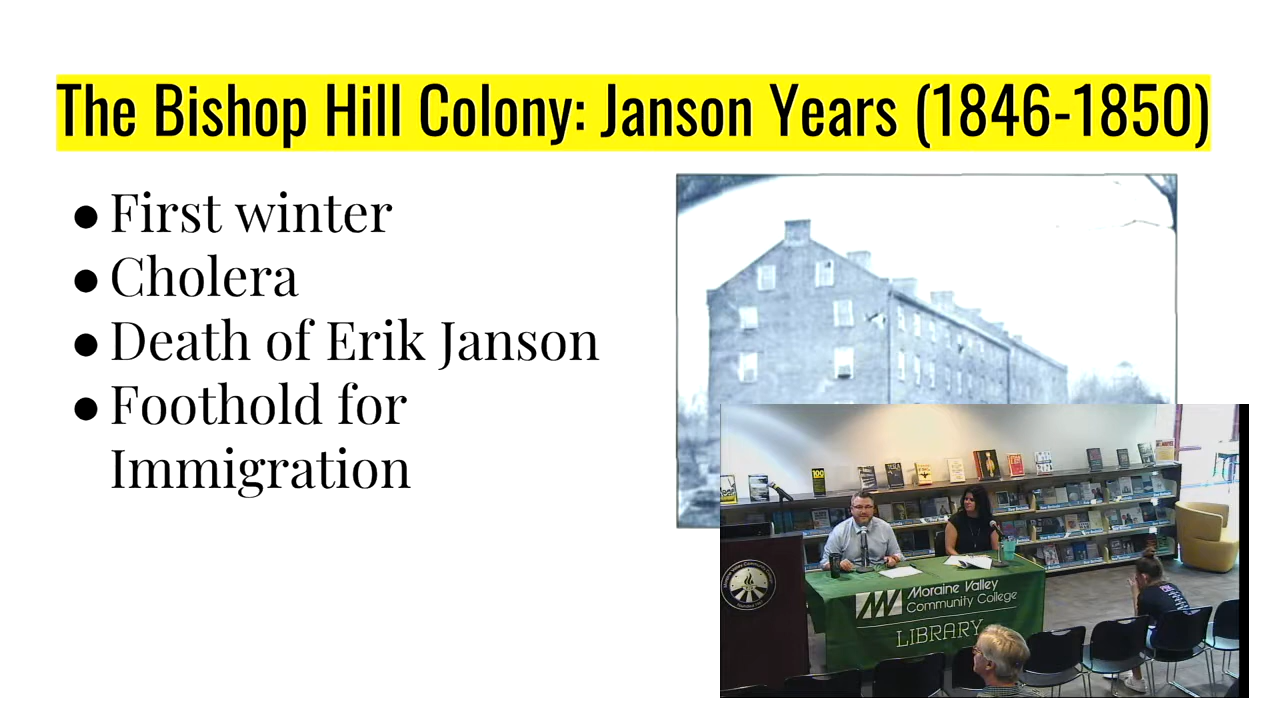 The Bishop Hill Colony: Janson Years (1846-1850)
● First winter
● Cholera
● Death of Erik Janson
● Foothold for
Immigration
100
Moraine Valley
Community College
LIBRARY